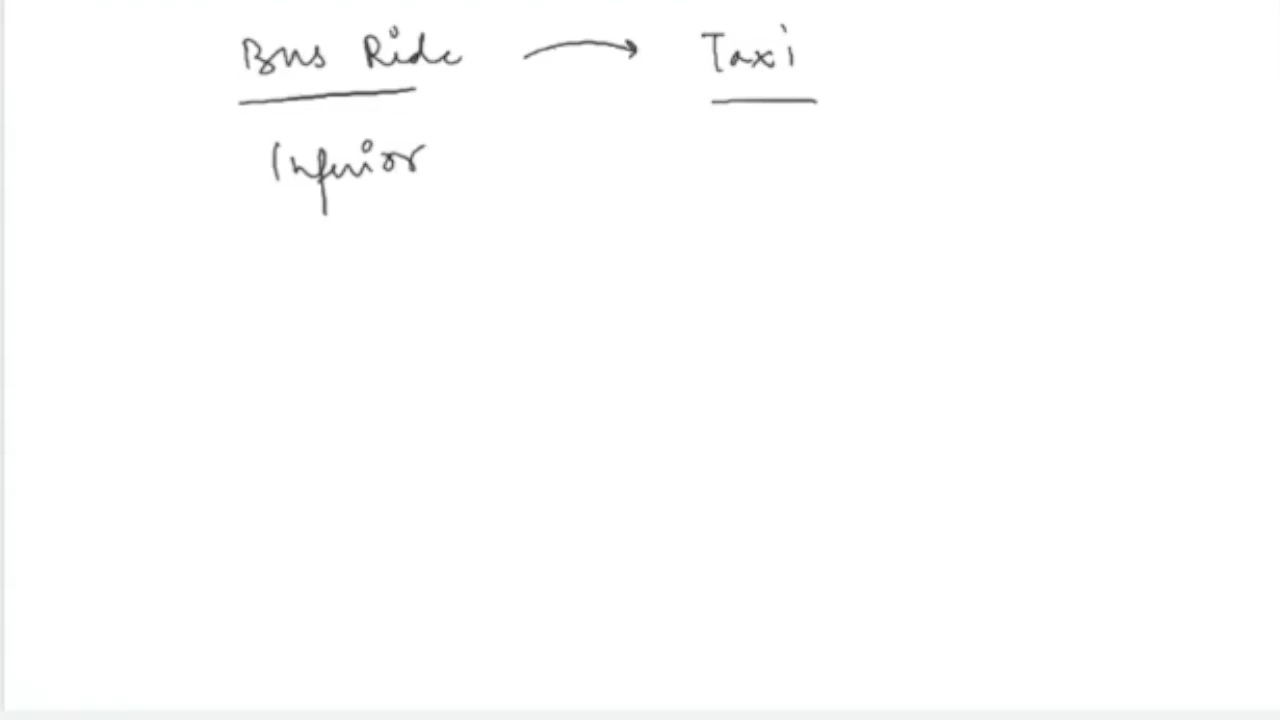 Bus Ride → Taxi
Inferior